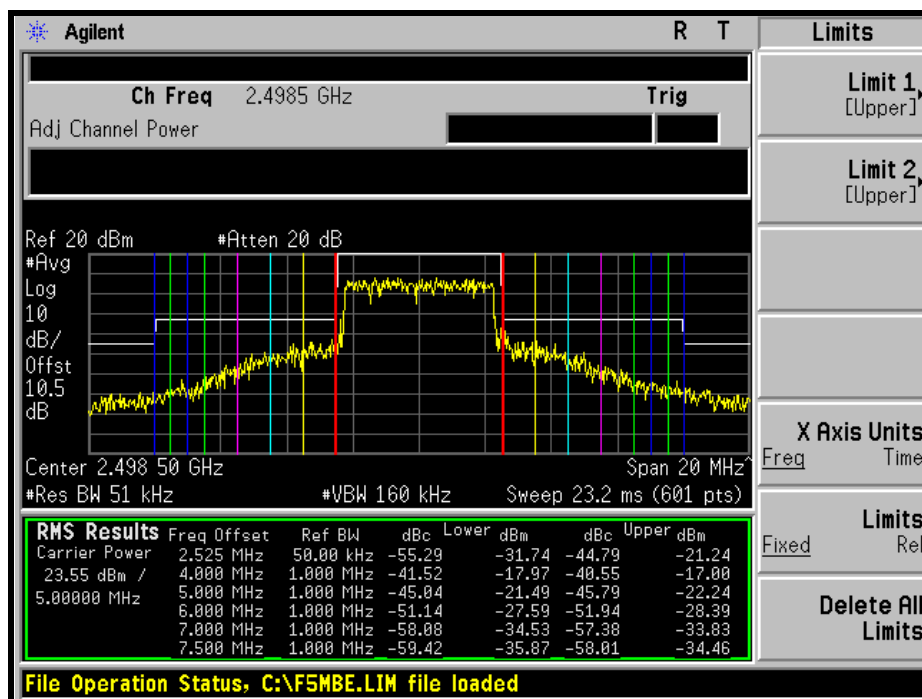 Agilent R T Limits
Ch Freq 2.4985 GHz Trig
Adj Channel Power
Limit 1
[Upper]
Limit 2
[Upper]
Ref 20 dBm #Atten 20 dB
#Avg
Log
10
dB/
Offst
10.5
dB
Center 2.498 50 GHz Span 20 MHz^
#Res BW 51 kHz #VBW 160 kHz Sweep 23.2 ms (601 pts)
X Axis Units
Freq Time
Limits
Fixed Rel
Delete All
Limits
RMS Results Freq Offset Ref BW dBc Lower dBm dBc Upper dBm
Carrier Power 2.525 MHz 50.00 kHz -55.29 -31.74 -44.79 -21.24
23.55 dBm / 4.000 MHz 1.000 MHz -41.52 -17.97 -40.55 -17.00
5.00000 MHz 5.000 MHz 1.000 MHz -45.04 -21.49 -45.79 -22.24
6.000 MHz 1.000 MHz -51.14 -27.59 -51.94 -28.39
7.000 MHz 1.000 MHz -58.08 -34.53 -57.38 -33.83
7.500 MHz 1.000 MHz -59.42 -35.87 -58.01 -34.46
File Operation Status, C:\F5MBE.LIM file loaded